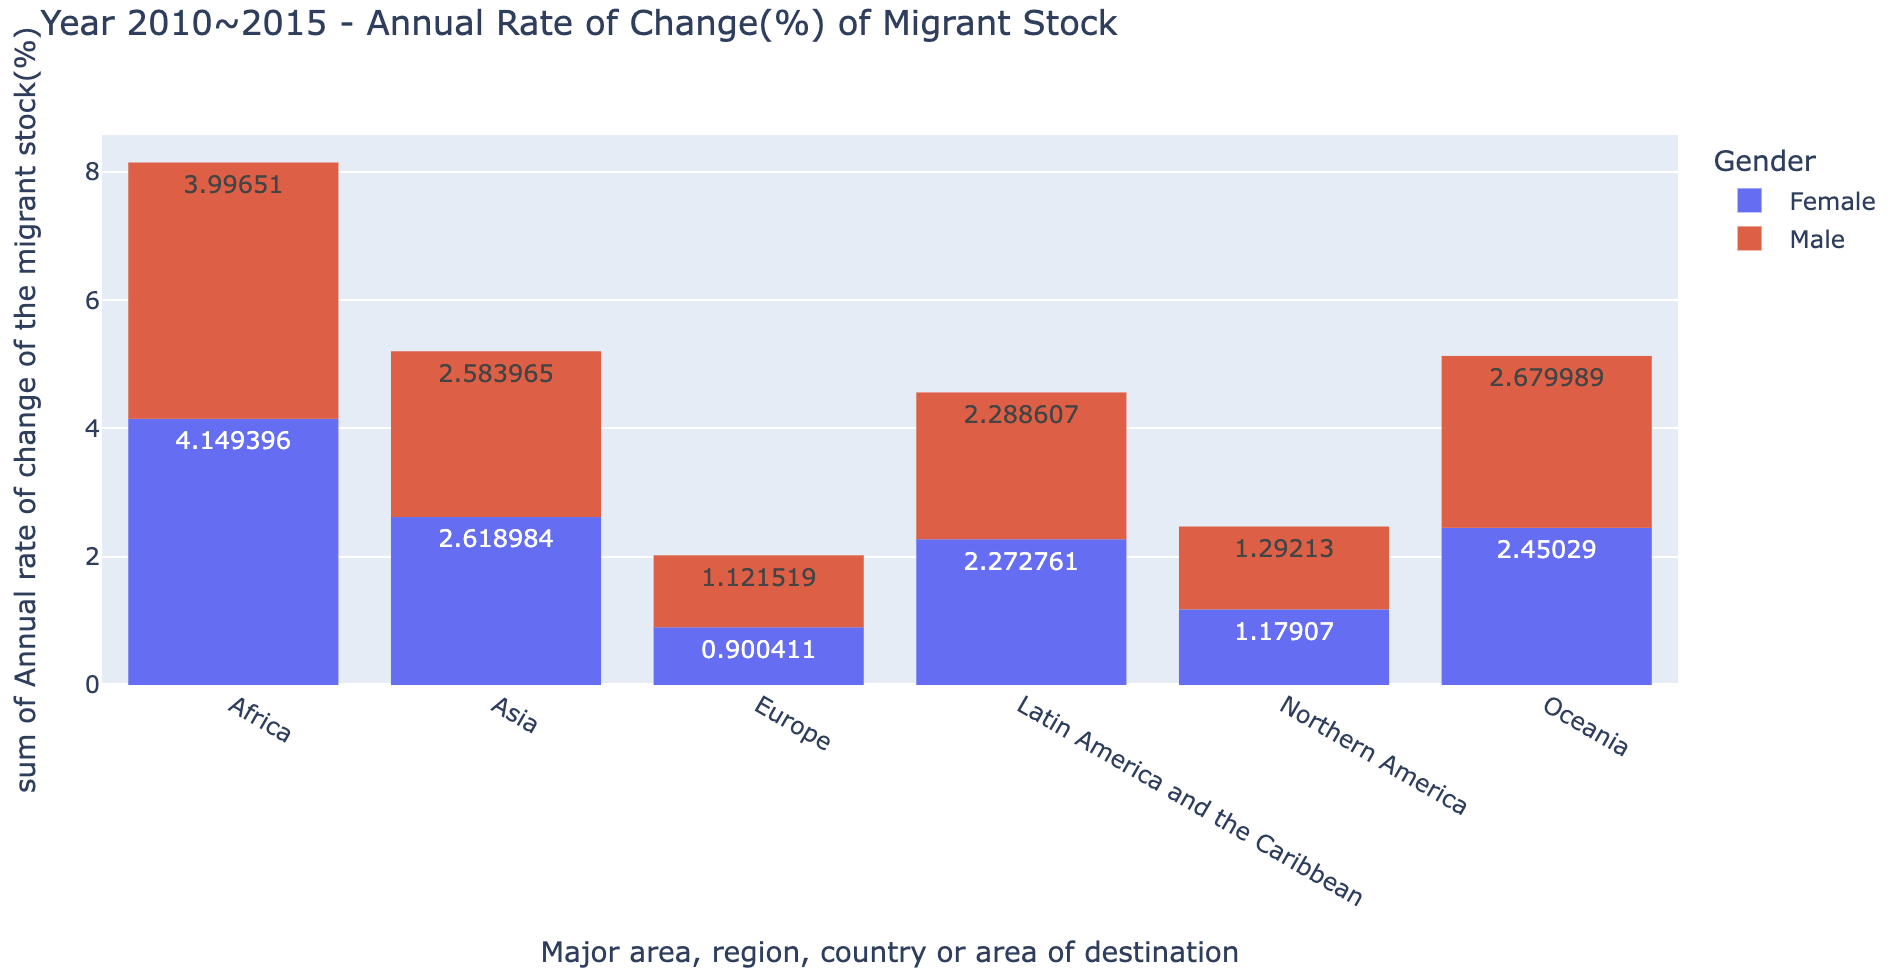 Year 2010~2015 - Annual Rate of Change(%) of Migrant Stock
sum of Annual rate of change of the migrant stock(%)
8
6
4
2
0
3.99651
4.149396
2.583965
2.618984
1.121519
0.900411
2.288607
2.272761
1.29213
1.17907
2.679989
2.45029
Africa
Asia
Europe
Latin America and the Caribbean
Northern America
Oceania
Major area, region, country or area of destination
Gender
Female
Male